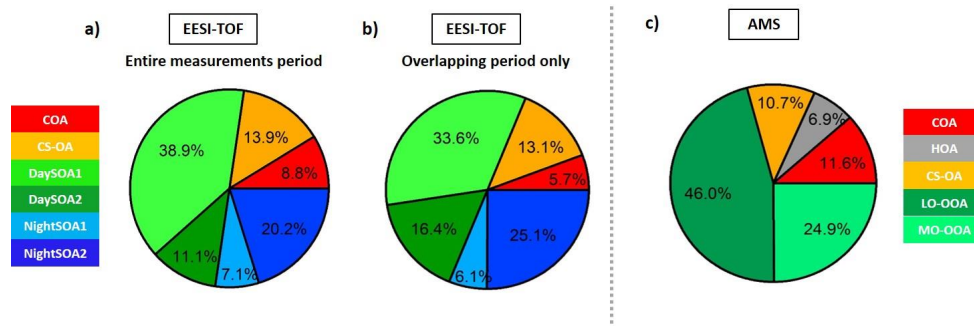 a)
EESI-TOF
Entire measurements period
b)
EESI-TOF
Overlapping period only
c)
AMS
COA
CS-OA
DaySOA1
DaySOA2
NightSOA1
NightSOA2
38.9%
13.9%
8.8%
20.2%
7.1%
11.1%
33.6%
13.1%
5.7%
25.1%
6.1%
16.4%
10.7%
6.9%
11.6%
24.9%
46.0%
COA
HOA
CS-OA
LO-OOA
MO-OOA